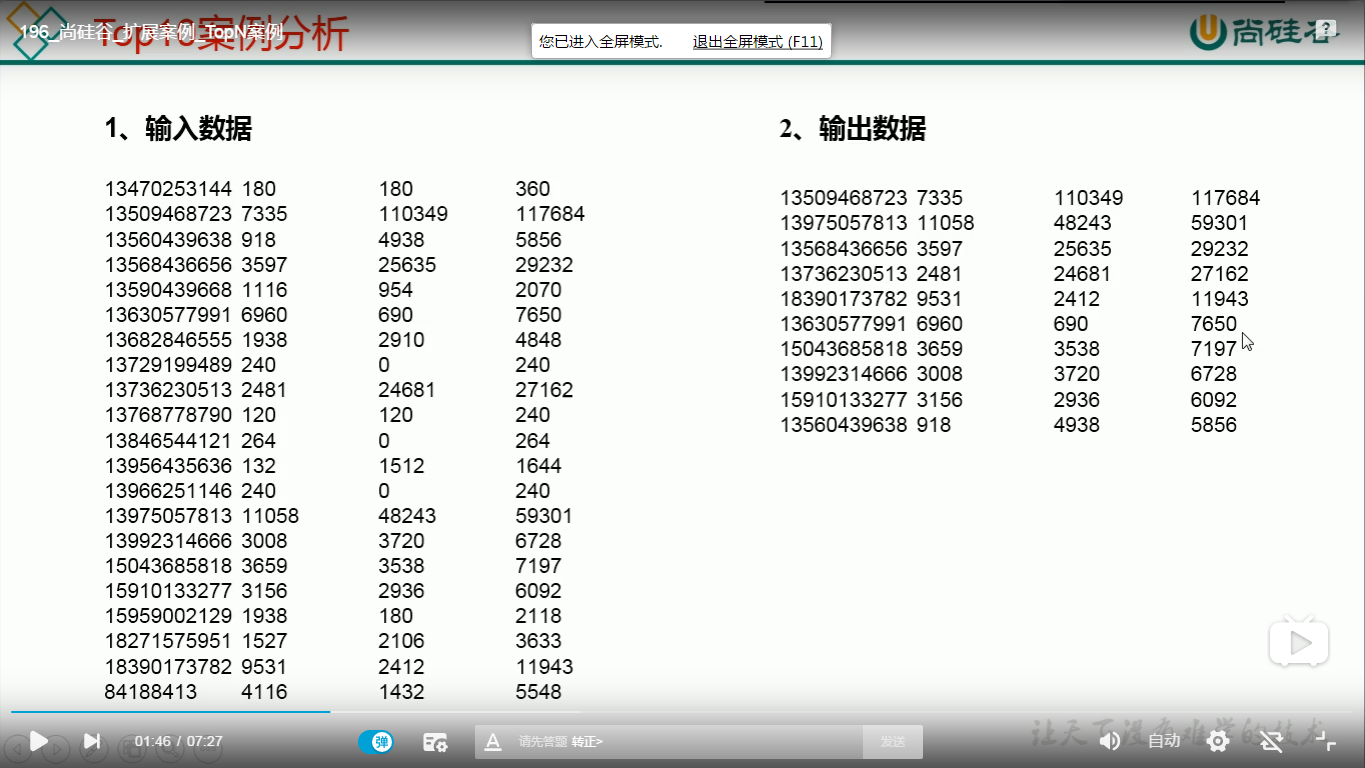 196_尚硅谷_扩展案例_TopN案例
Top10案例分析
您已进入全屏模式. 退出全屏模式 (F11)
尚硅谷
?
1、输入数据
13470253144 180 180 360
13509468723 7335 110349 117684
13560439638 918 4938 5856
13568436656 3597 25635 29232
13590439668 1116 954 2070
13630577991 6960 690 7650
13682846555 1938 2910 4848
13729199489 240 0 240
13736230513 2481 24681 27162
13768778790 120 120 240
13846544121 264 0 264
13956435636 132 1512 1644
13966251146 240 0 240
13975057813 11058 48243 59301
13992314666 3008 3720 6728
15043685818 3659 3538 7197
15910133277 3156 2936 6092
15959002129 1938 180 2118
18271575951 1527 2106 3633
18390173782 9531 2412 11943
84188413 4116 1432 5548
2、输出数据
13509468723 7335 110349 117684
13975057813 11058 48243 59301
13568436656 3597 25635 29232
13736230513 2481 24681 27162
18390173782 9531 2412 11943
13630577991 6960 690 7650
15043685818 3659 3538 7197
13992314666 3008 3720 6728
15910133277 3156 2936 6092
13560439638 918 4938 5856
让天下没有难学的技术
01:46 / 07:27
弹
A
请先答题 转正>
发送
自动